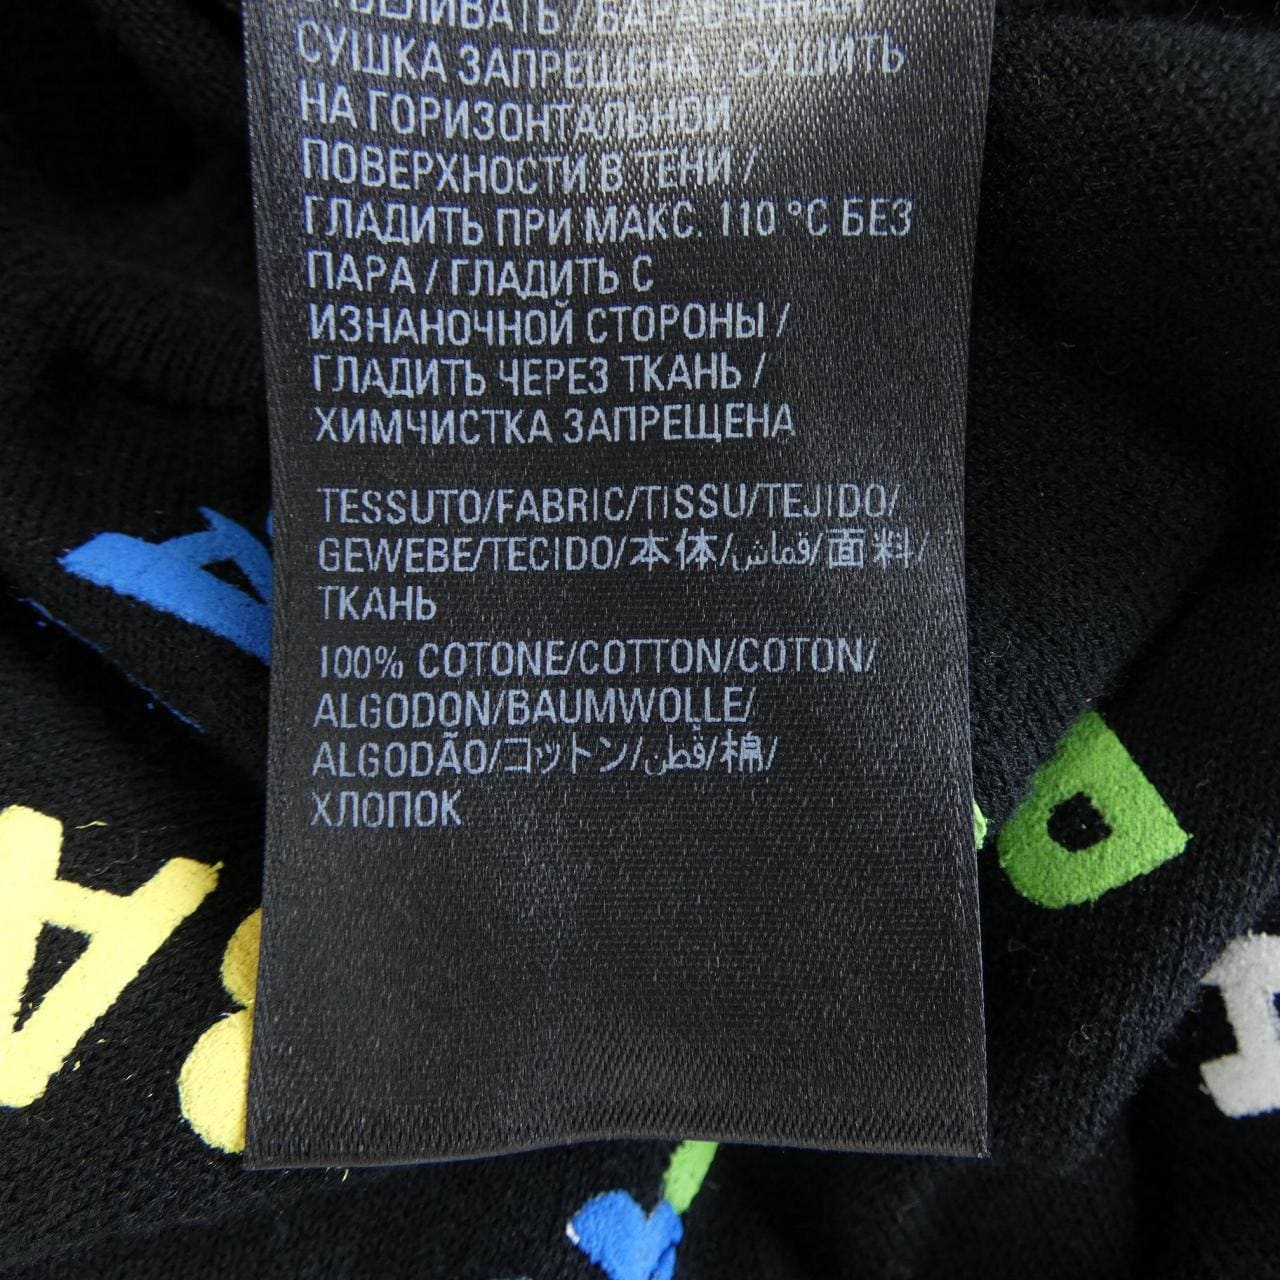 ОТБЕЛИВАТЬ / БАРАБАННАЯ
СУШКА ЗАПРЕЩЕНА / СУШИТЬ
НА ГОРИЗОНТАЛЬНОЙ
ПОВЕРХНОСТИ В ТЕНИ /
ГЛАДИТЬ ПРИ МАКС. 110 °C БЕЗ
ПАРА / ГЛАДИТЬ С
ИЗНАНОЧНОЙ СТОРОНЫ /
ГЛАДИТЬ ЧЕРЕЗ ТКАНЬ /
ХИМЧИСТКА ЗАПРЕЩЕНА
TESSUTO/FABRIC/TISSU/TEJIDO/
GEWEBE/TECIDO/本体/قماش/面料/
ТКАНЬ
100% COTONE/COTTON/COTON/
ALGODON/BAUMWOLLE/
ALGODÃO/コットン/قطن/棉/
ХЛОПОК